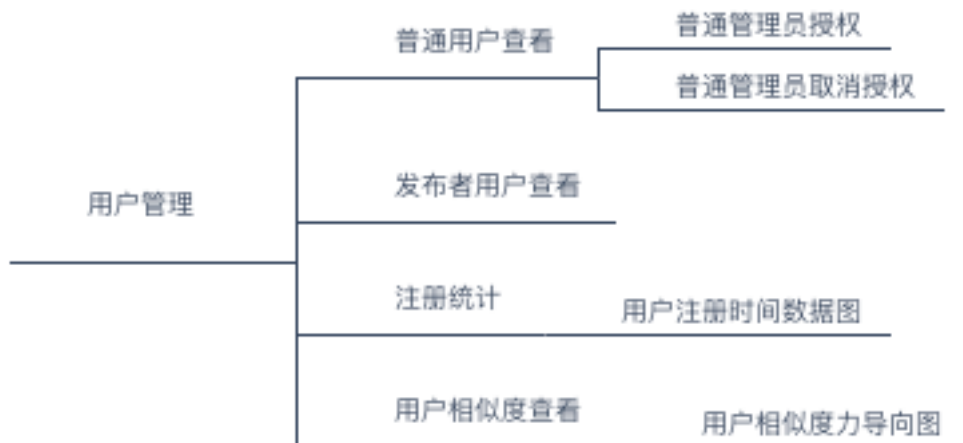 普通管理员授权
普通用户查看
普通管理员取消授权
发布者用户查看
用户管理
注册统计
用户注册时间数据图
用户相似度查看
用户相似度力导向图